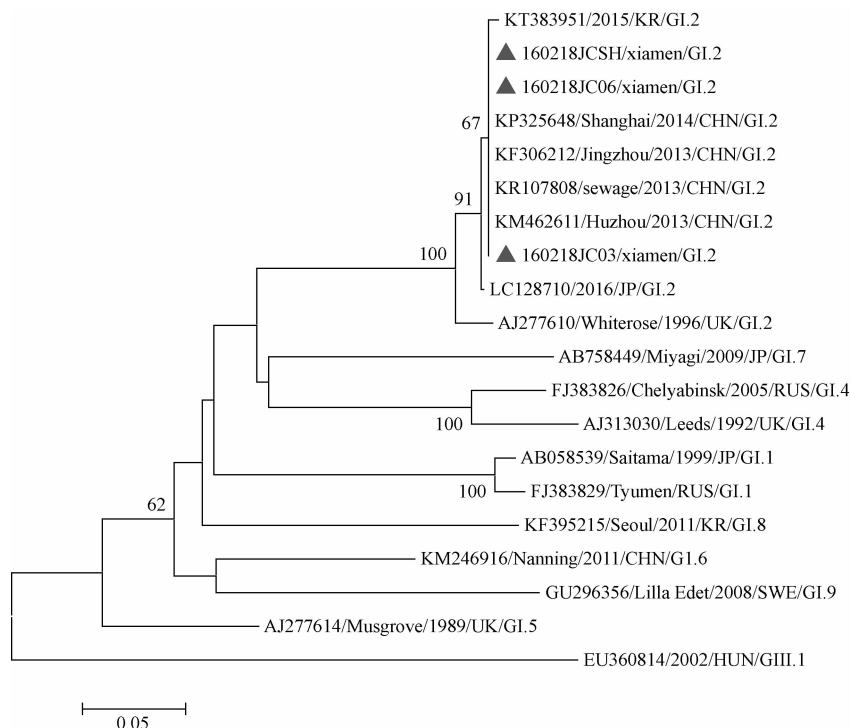 KT383951/2015/KR/GI.2
160218JCSH/xiamen/GI.2
160218JC06/xiamen/GI.2
67
KP325648/Shanghai/2014/CHN/GI.2
KF306212/Jingzhou/2013/CHN/GI.2
KR107808/sewage/2013/CHN/GI.2
91
KM462611/Huzhou/2013/CHN/GI.2
100
160218JC03/xiamen/GI.2
LC128710/2016/JP/GI.2
AJ277610/Whiterose/1996/UK/GI.2
AB758449/Miyagi/2009/JP/GI.7
FJ383826/Chelyabinsk/2005/RUS/GI.4
100
AJ313030/Leeds/1992/UK/GI.4
AB058539/Saitama/1999/JP/GI.1
100
FJ383829/Tyumen/RUS/GI.1
62
KF395215/Seoul/2011/KR/GI.8
KM246916/Nanning/2011/CHN/G1.6
GU296356/Lilla Edet/2008/SWE/GI.9
AJ277614/Musgrove/1989/UK/GI.5
EU360814/2002/HUN/GIII.1
0.05